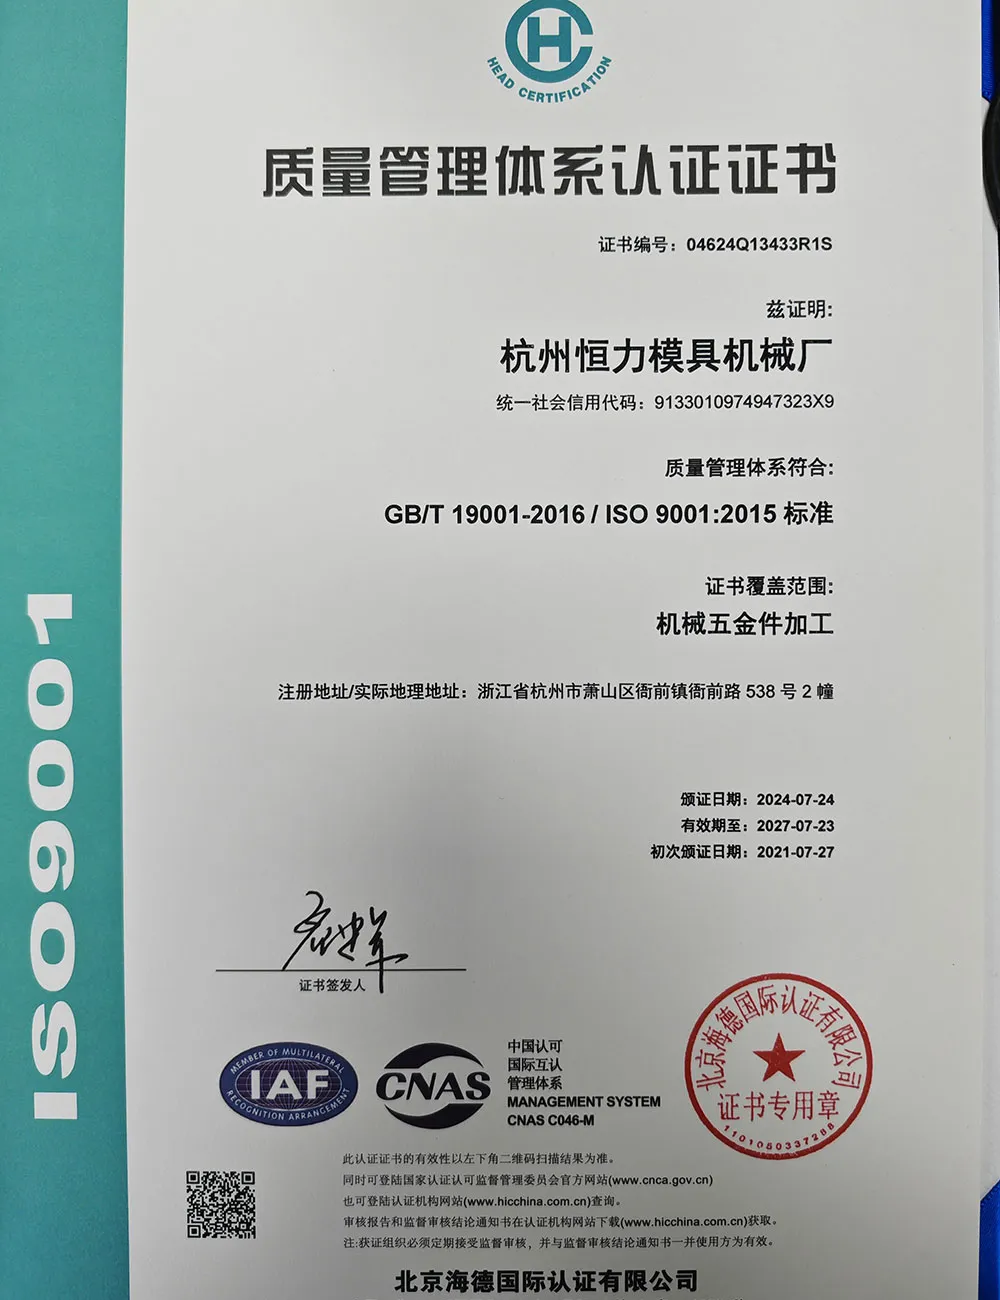 HC
HEAD CERTIFICATION
质量管理体系认证证书
证书编号：04624Q13433R1S
兹证明:
杭州恒力模具机械厂
统一社会信用代码：9133010974947323X9
质量管理体系符合:
GB/T 19001-2016 / ISO 9001:2015 标准
证书覆盖范围:
机械五金件加工
注册地址/实际地理地址：浙江省杭州市萧山区衙前镇衙前路 538 号 2 幢
颁证日期：2024-07-24
有效期至：2027-07-23
初次颁证日期：2021-07-27
ISO9001
证书签发人
MEMBER OF MULTILATERAL
IAF
RECOGNITION ARRANGEMENT
CNAS
中国认可
国际互认
管理体系
MANAGEMENT SYSTEM
CNAS C046-M
北京海德国际认证有限公司
证书专用章
1101050337288
此认证证书的有效性以左下角二维码扫描结果为准。
同时可登陆国家认证认可监督管理委员会官方网站(www.cnca.gov.cn)
也可登陆认证机构网站(www.hicchina.com.cn)查询。
审核报告和监督审核结论通知书在认证机构网站下载(www.hicchina.com.cn)获取。
注:获证组织必须定期接受监督审核，并与监督审核结论通知书一并使用方为有效。
北京海德国际认证有限公司